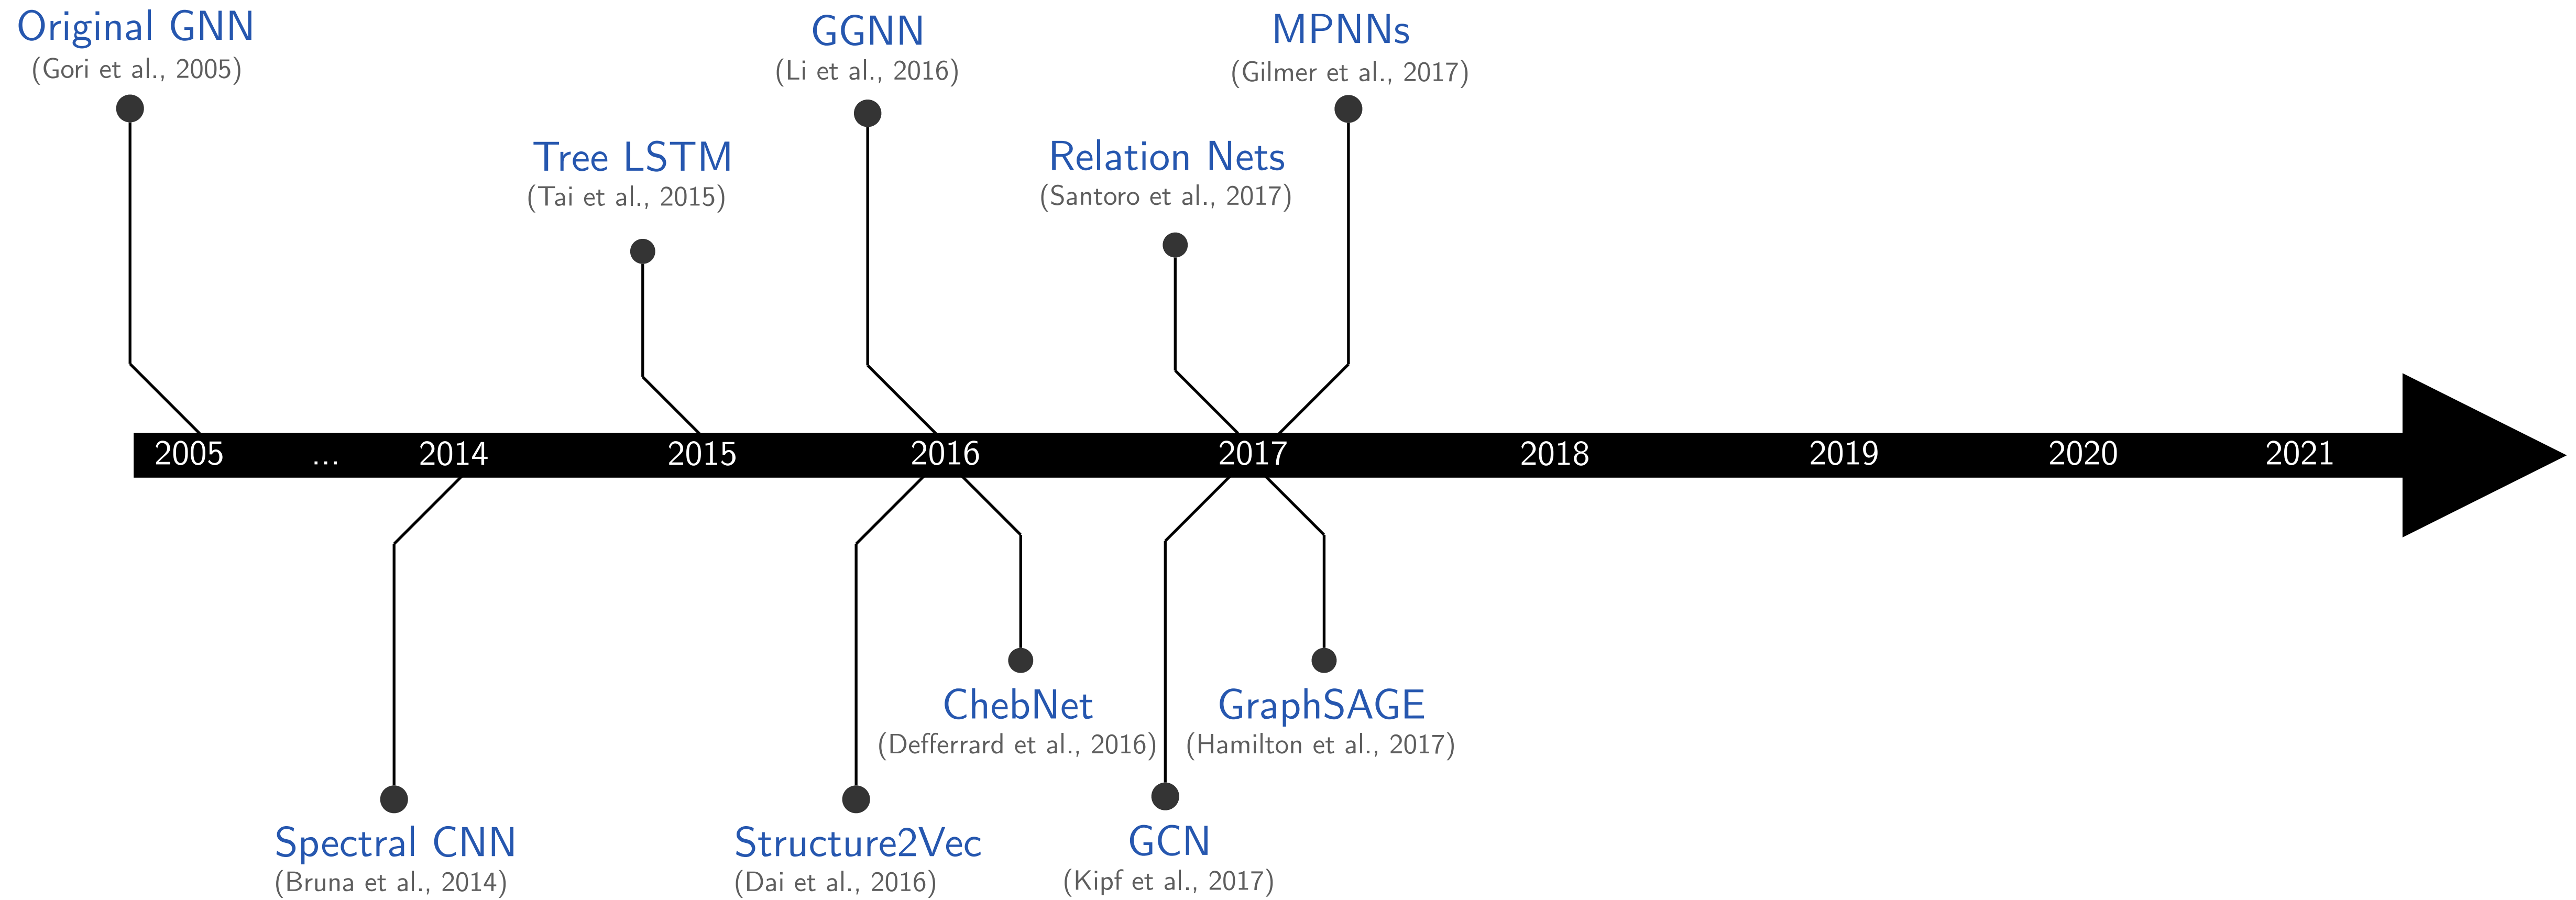 Original GNN
(Gori et al., 2005)
GGNN
(Li et al., 2016)
MPNNs
(Gilmer et al., 2017)
Tree LSTM
(Tai et al., 2015)
Relation Nets
(Santoro et al., 2017)
2005 ... 2014 2015 2016 2017 2018 2019 2020 2021
ChebNet
(Defferrard et al., 2016)
GraphSAGE
(Hamilton et al., 2017)
Spectral CNN
(Bruna et al., 2014)
Structure2Vec
(Dai et al., 2016)
GCN
(Kipf et al., 2017)